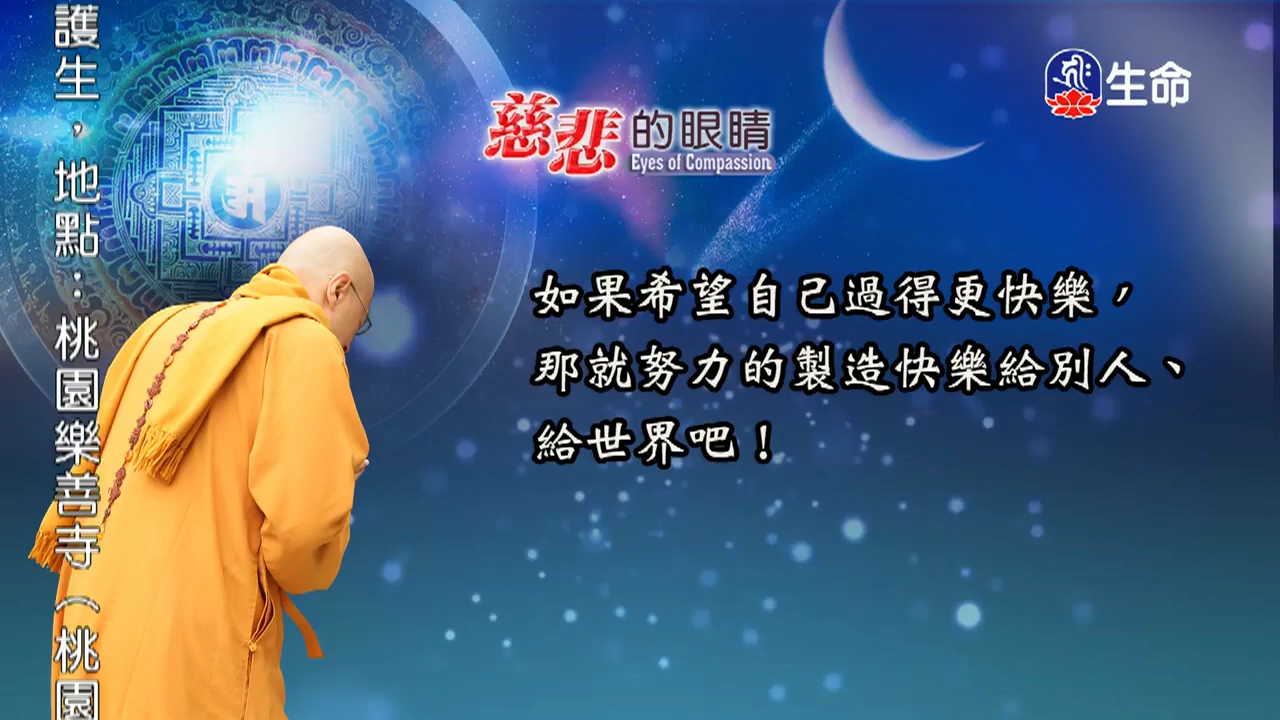 護生，地點：桃園樂善寺（桃園
慈悲的眼睛
Eyes of Compassion
生命
如果希望自己過得更快樂，
那就努力的製造快樂給別人、
給世界吧！